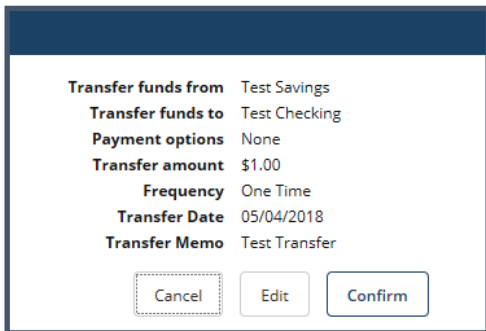 Transfer funds from Test Savings
Transfer funds to Test Checking
Payment options None
Transfer amount $1.00
Frequency One Time
Transfer Date 05/04/2018
Transfer Memo Test Transfer
Cancel Edit Confirm